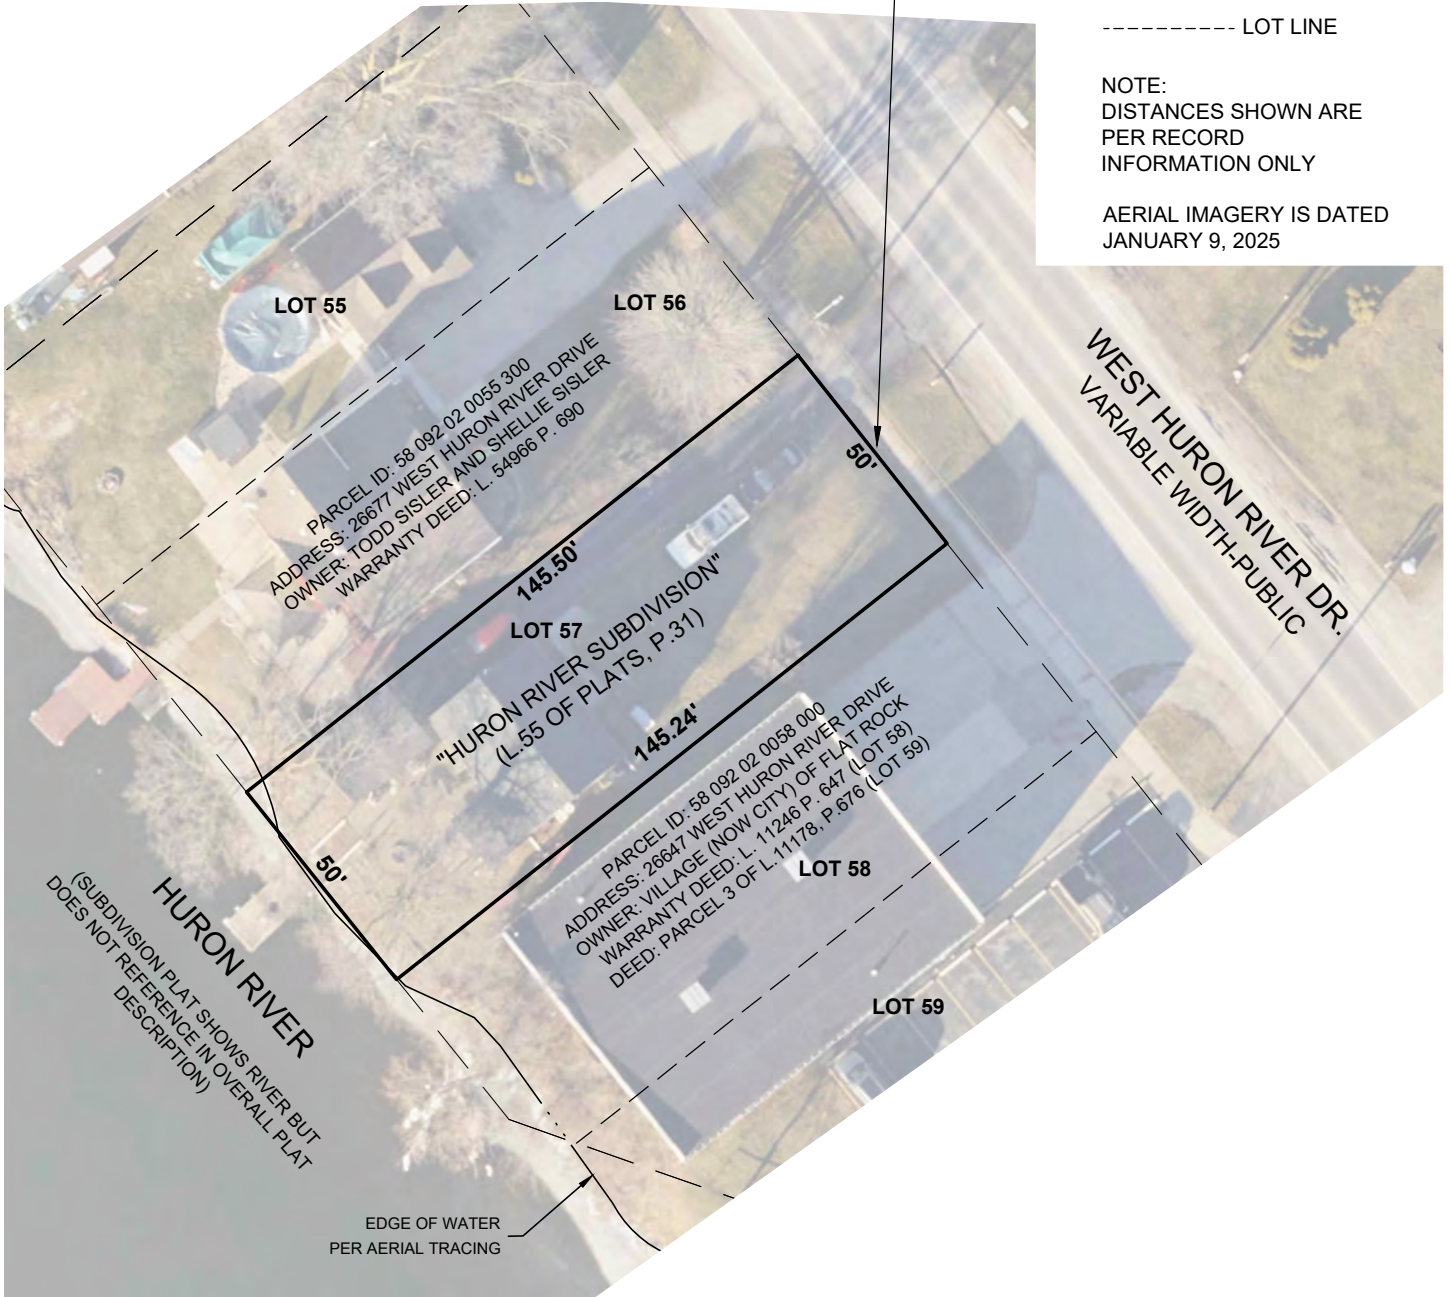 ---------- LOT LINE
NOTE:
DISTANCES SHOWN ARE
PER RECORD
INFORMATION ONLY
AERIAL IMAGERY IS DATED
JANUARY 9, 2025
LOT 55
LOT 56
PARCEL ID: 58 092 02 0055 300
ADDRESS: 26677 WEST HURON RIVER DRIVE
OWNER: TODD SISLER AND SHELLIE SISLER
WARRANTY DEED: L. 54966 P. 690
WEST HURON RIVER DR.
VARIABLE WIDTH-PUBLIC
50'
145.50'
LOT 57
"HURON RIVER SUBDIVISION"
(L.55 OF PLATS, P.31)
145.24'
50'
PARCEL ID: 58 092 02 0058 000
ADDRESS: 26647 WEST HURON RIVER DRIVE
OWNER: VILLAGE (NOW CITY) OF FLAT ROCK
WARRANTY DEED: L. 11246 P. 647 (LOT 58)
DEED: PARCEL 3 OF L.11178, P.676 (LOT 59)
LOT 58
LOT 59
HURON RIVER
(SUBDIVISION PLAT SHOWS RIVER BUT
DOES NOT REFERENCE IN OVERALL PLAT
DESCRIPTION)
EDGE OF WATER
PER AERIAL TRACING